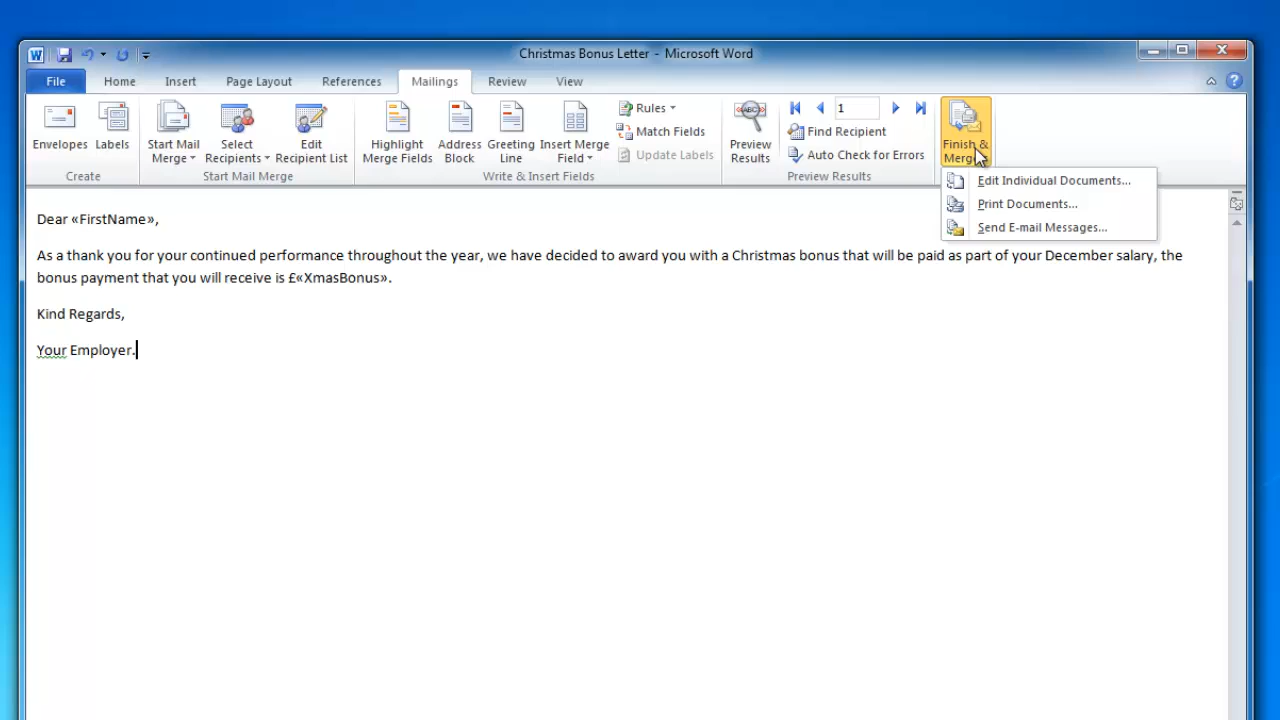 Christmas Bonus Letter - Microsoft Word
File Home Insert Page Layout References Mailings Review View
Envelopes Labels
Create
Start Mail Merge
Select Recipients
Edit Recipient List
Start Mail Merge
Highlight Merge Fields
Address Block
Greeting Line
Insert Merge Field
Rules
Match Fields
Update Labels
Write & Insert Fields
ABC
Preview Results
1
Find Recipient
Auto Check for Errors
Preview Results
Finish & Merge
Edit Individual Documents...
Print Documents...
Send E-mail Messages...
Dear «FirstName»,
As a thank you for your continued performance throughout the year, we have decided to award you with a Christmas bonus that will be paid as part of your December salary, the
bonus payment that you will receive is £«XmasBonus».
Kind Regards,
Your Employer.